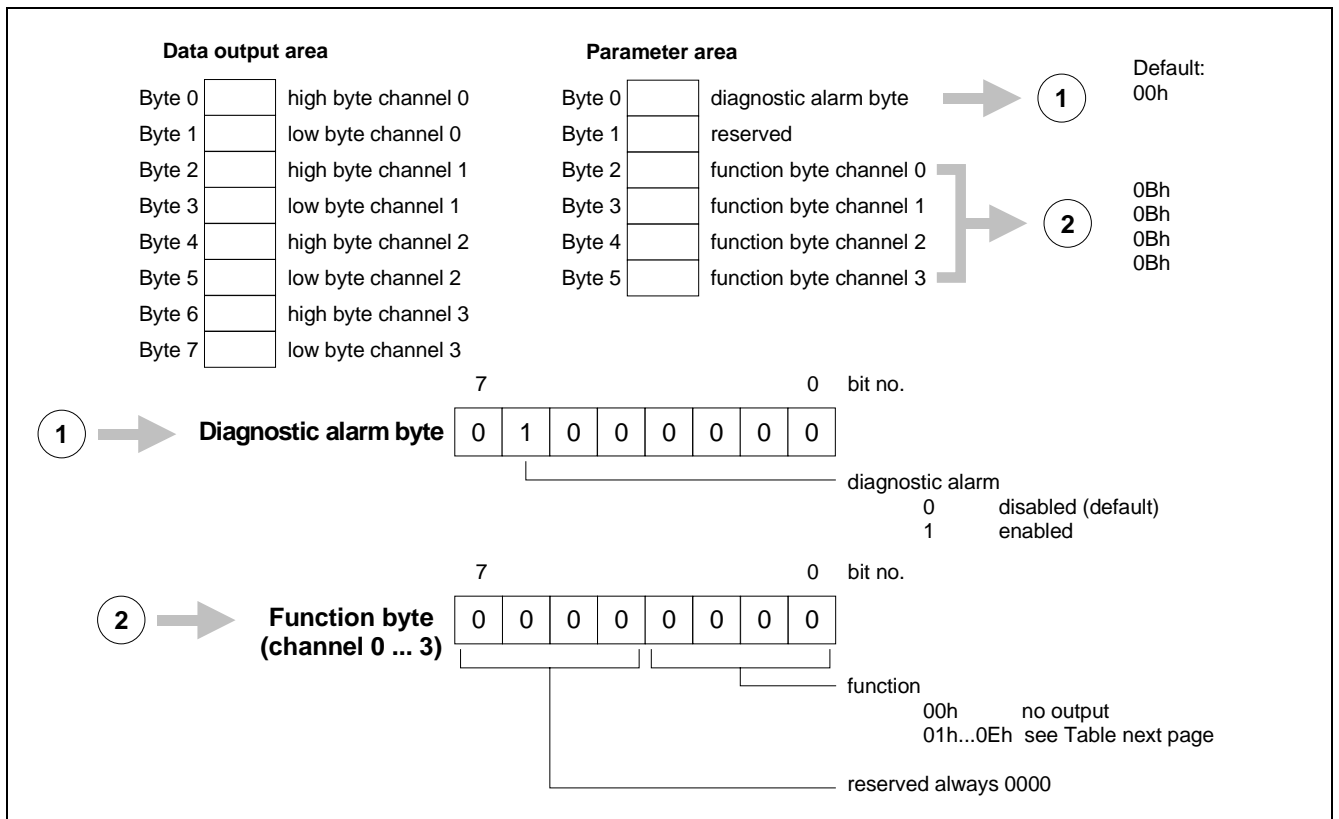 Data output area
Byte 0 high byte channel 0
Byte 1 low byte channel 0
Byte 2 high byte channel 1
Byte 3 low byte channel 1
Byte 4 high byte channel 2
Byte 5 low byte channel 2
Byte 6 high byte channel 3
Byte 7 low byte channel 3
Parameter area
Byte 0 diagnostic alarm byte 1
Byte 1 reserved
Byte 2 function byte channel 0
Byte 3 function byte channel 1
Byte 4 function byte channel 2
Byte 5 function byte channel 3
2
Default:
00h
0Bh
0Bh
0Bh
0Bh
7 0 bit no.
1 Diagnostic alarm byte 0 1 0 0 0 0 0 0
diagnostic alarm
0 disabled (default)
1 enabled
7 0 bit no.
2 Function byte 0 0 0 0 0 0 0 0
(channel 0 ... 3)
function
00h no output
01h...0Eh see Table next page
reserved always 0000